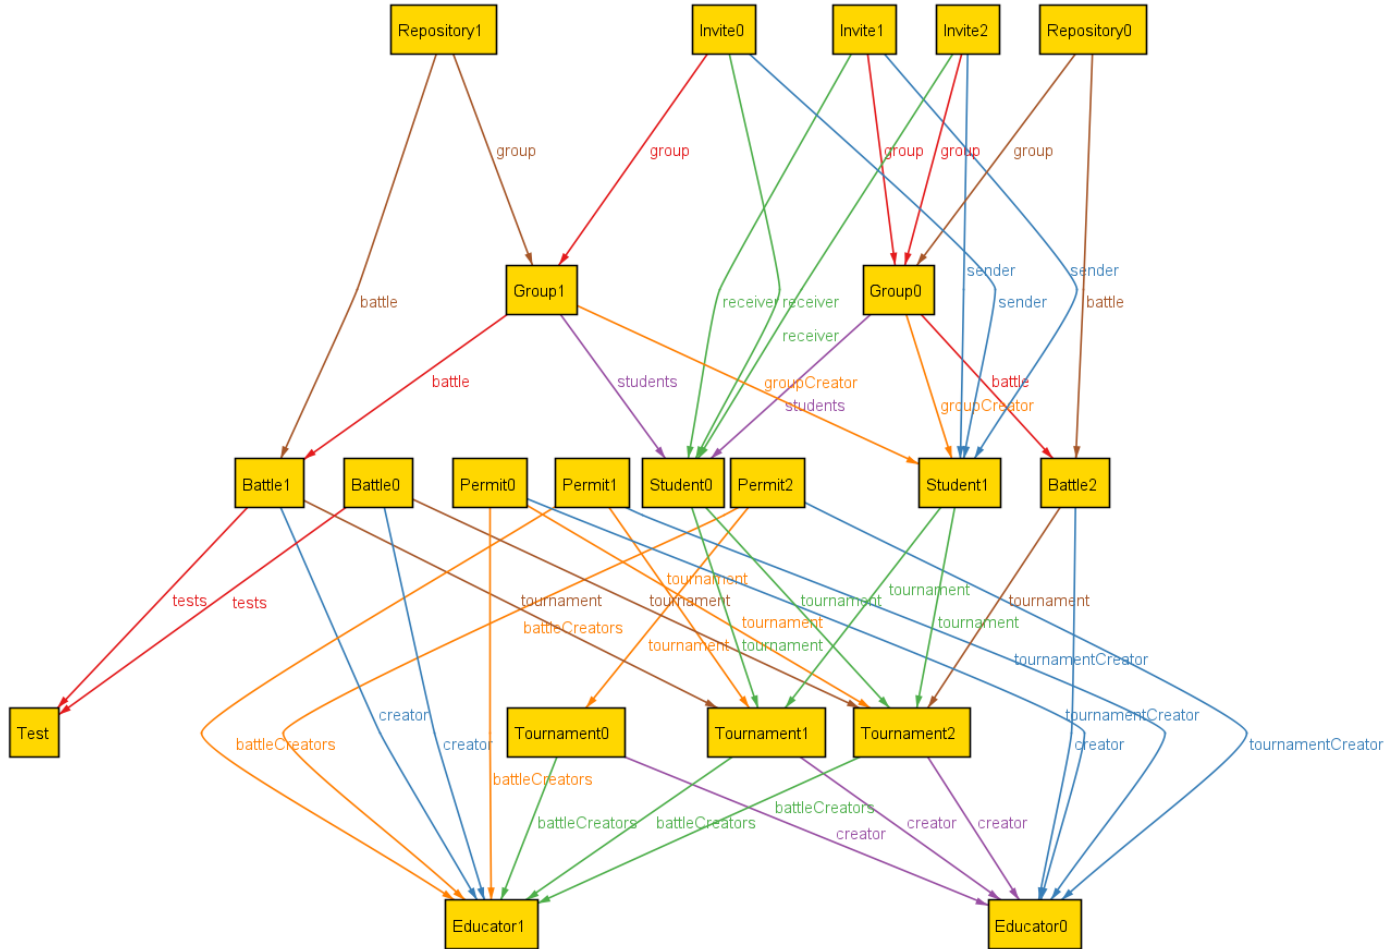 Repository1
Invite0
Invite1
Invite2
Repository0
group
group
group
group
group
sender
sender
battle
receiver
receiver
sender
battle
receiver
Group1
Group0
battle
students
groupCreator
students
battle
groupCreator
Battle1
Battle0
Permit0
Permit1
Student0
Permit2
Student1
Battle2
tests
tests
tournament
battleCreators
tournament
tournament
tournament
tournament
tournament
tournament
tournament
tournament
tournament
tournamentCreator
creator
creator
tournamentCreator
creator
tournamentCreator
battleCreators
battleCreators
Test
Tournament0
Tournament1
Tournament2
battleCreators
battleCreators
battleCreators
creator
creator
creator
Educator1
Educator0